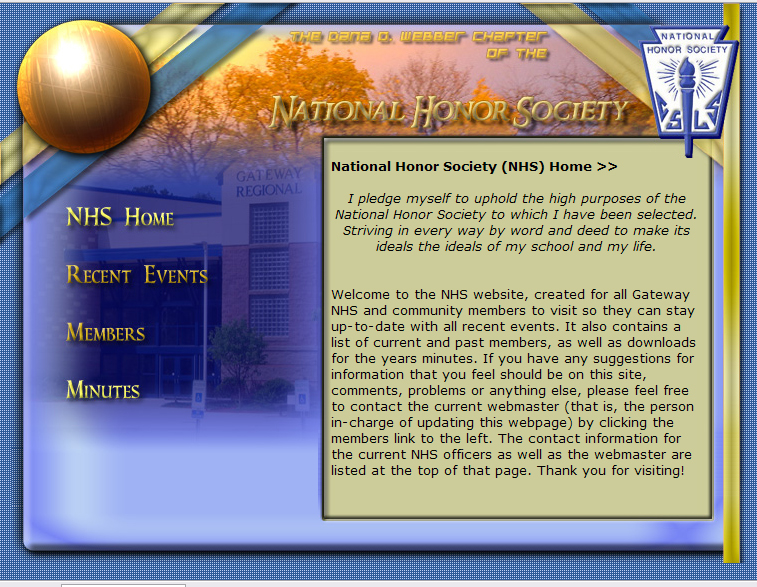 THE DANA D. WEBBER CHAPTER
OF THE
NATIONAL HONOR SOCIETY
NATIONAL
HONOR SOCIETY
C S L S
GATEWAY
REGIONAL
NHS HOME
RECENT EVENTS
MEMBERS
MINUTES
National Honor Society (NHS) Home >>
I pledge myself to uphold the high purposes of the
National Honor Society to which I have been selected.
Striving in every way by word and deed to make its
ideals the ideals of my school and my life.
Welcome to the NHS website, created for all Gateway
NHS and community members to visit so they can stay
up-to-date with all recent events. It also contains a
list of current and past members, as well as downloads
for the years minutes. If you have any suggestions for
information that you feel should be on this site,
comments, problems or anything else, please feel free
to contact the current webmaster (that is, the person
in-charge of updating this webpage) by clicking the
members link to the left. The contact information for
the current NHS officers as well as the webmaster are
listed at the top of that page. Thank you for visiting!